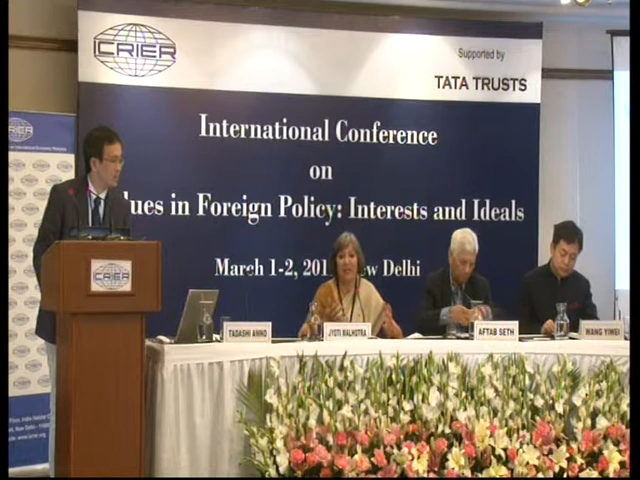 ICRIER
Supported by
TATA TRUSTS
International Conference
on
in Foreign Policy: Interests and Ideals
March 1-2, Delhi
ICRIER
ICRIER
TADASHI ANNO
JYOTI MALHOTRA
AFTAB SETH
WANG YIWEI